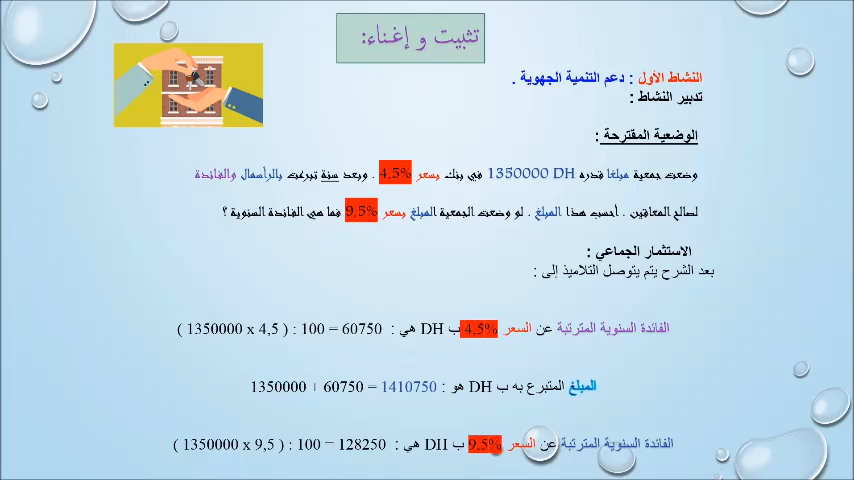 تثبيت و إغناء:
النشاط الأول : دعم التنمية الجهوية .
تدبير النشاط :
الوضعية المقترحة :
وضعت جمعية مبلغا قدره 1350000 DH في بنك بسعر 4,5% . وبعد سنة تبرعت بالرأسمال والفائدة
لصالح المعاقين . أحسب هذا المبلغ . لو وضعت الجمعية المبلغ بسعر 9,5% فما هي الفائدة السنوية ؟
الاستثمار الجماعي :
بعد الشرح يتم يتوصل التلاميذ إلى :
الفائدة السنوية المترتبة عن السعر 4,5% ب DH هي : ( 1350000 x 4,5 ) : 100 = 60750
المبلغ المتبرع به ب DH هو : 1350000 + 60750 = 1410750
الفائدة السنوية المترتبة عن السعر 9,5% ب DH هي : ( 1350000 x 9,5 ) : 100 = 128250